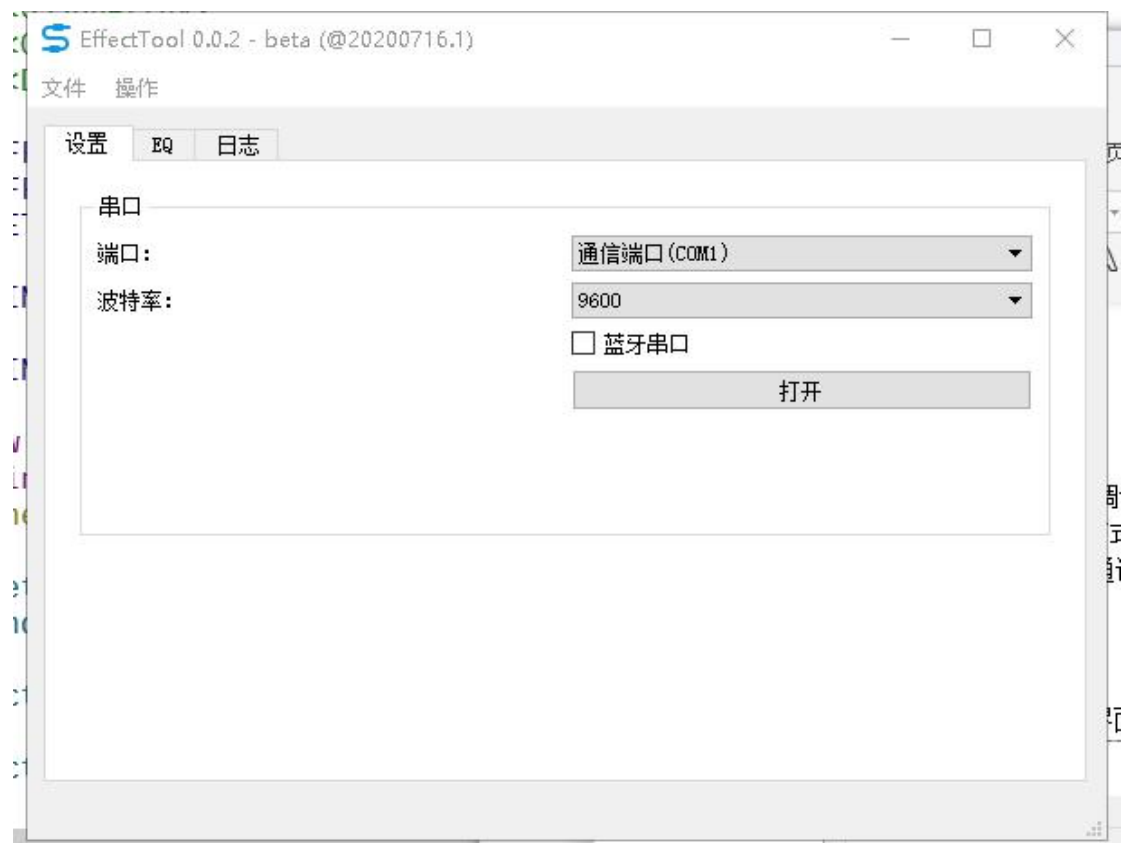 EffectTool 0.0.2 - beta (@20200716.1)
文件 操作
设置 EQ 日志
串口
端口: 通信端口(COM1)
波特率: 9600
蓝牙串口
打开